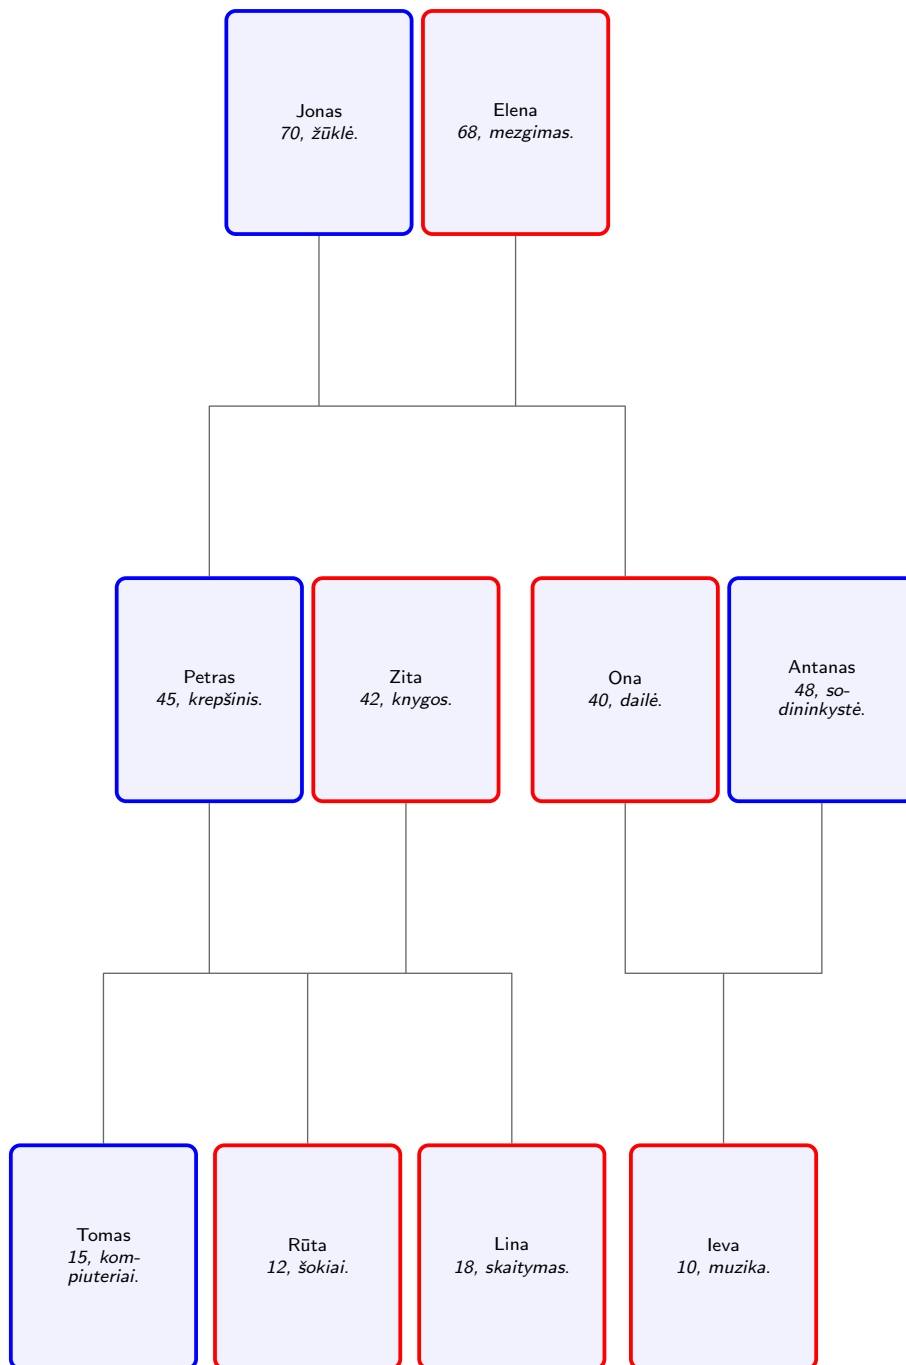 Jonas
70, žūklė.
Elena
68, mezgimas.
Petras
45, krepšinis.
Zita
42, knygos.
Ona
40, dailė.
Antanas
48, so-
dininkystė.
Tomas
15, kom-
piuteriai.
Rūta
12, šokiai.
Lina
18, skaitymas.
Ieva
10, muzika.